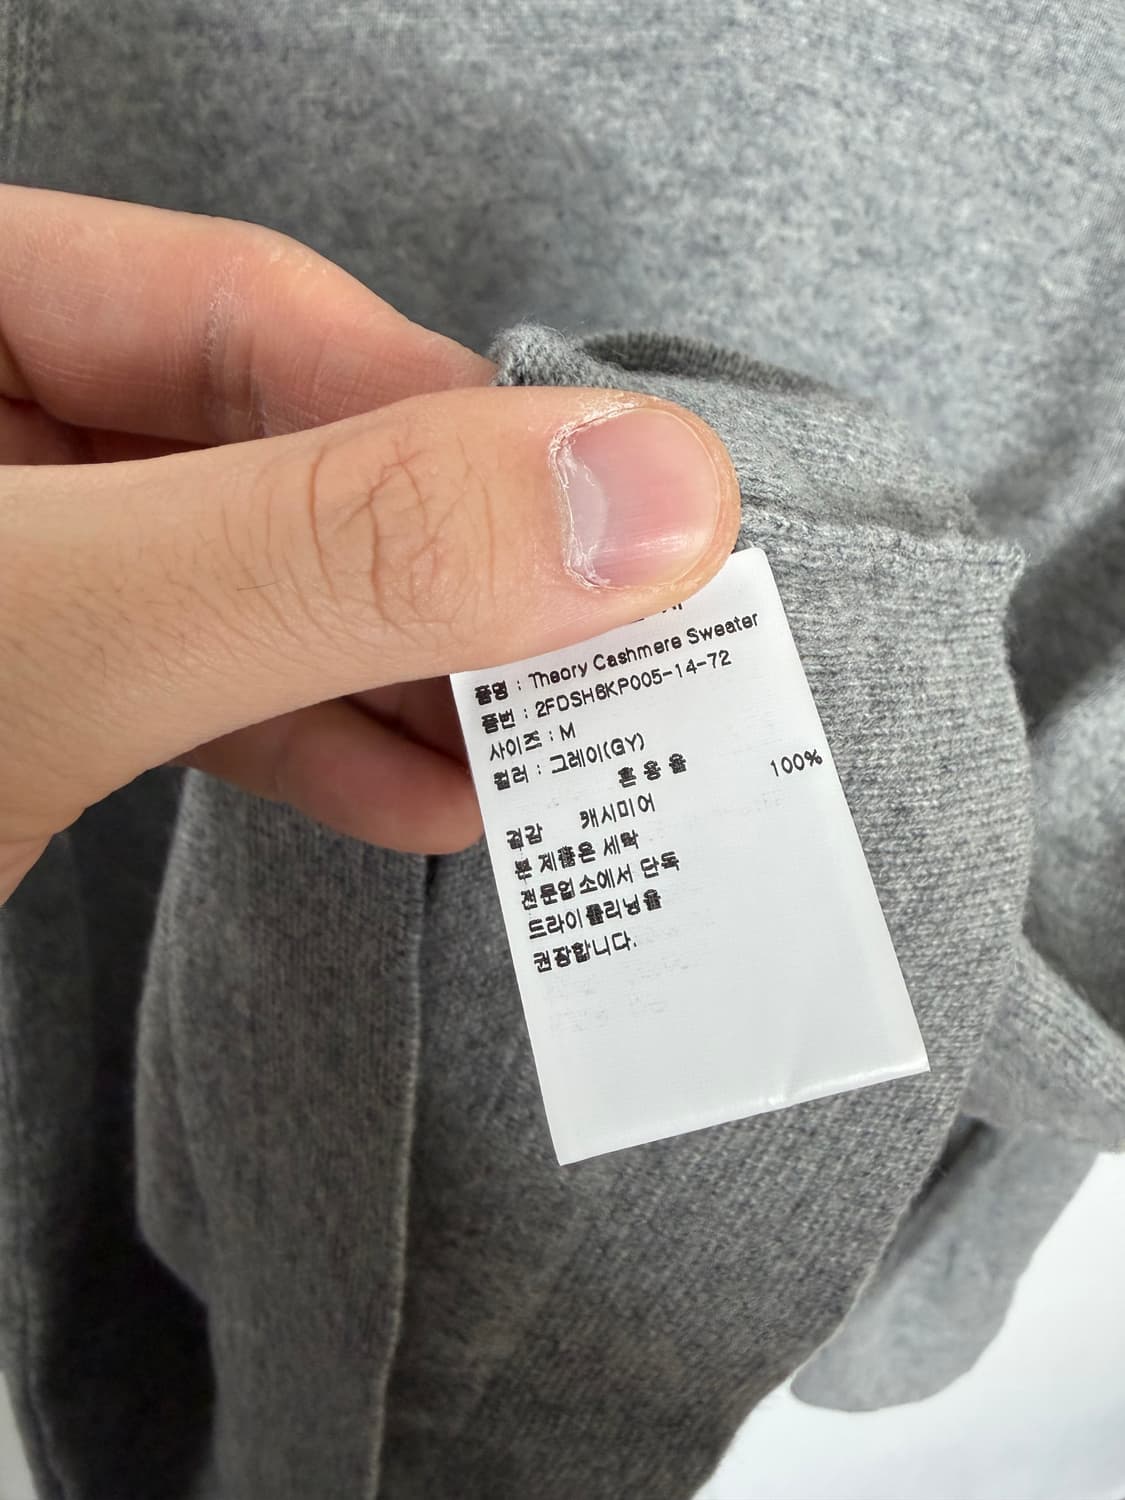 품명 : Theory Cashmere Sweater
품번 : 2FDSH6KP005-14-72
사이즈 : M
컬러 : 그레이(GY)
혼용율
겉감 캐시미어 100%
본 제품은 세탁
전문업소에서 단독
드라이클리닝을
권장합니다.